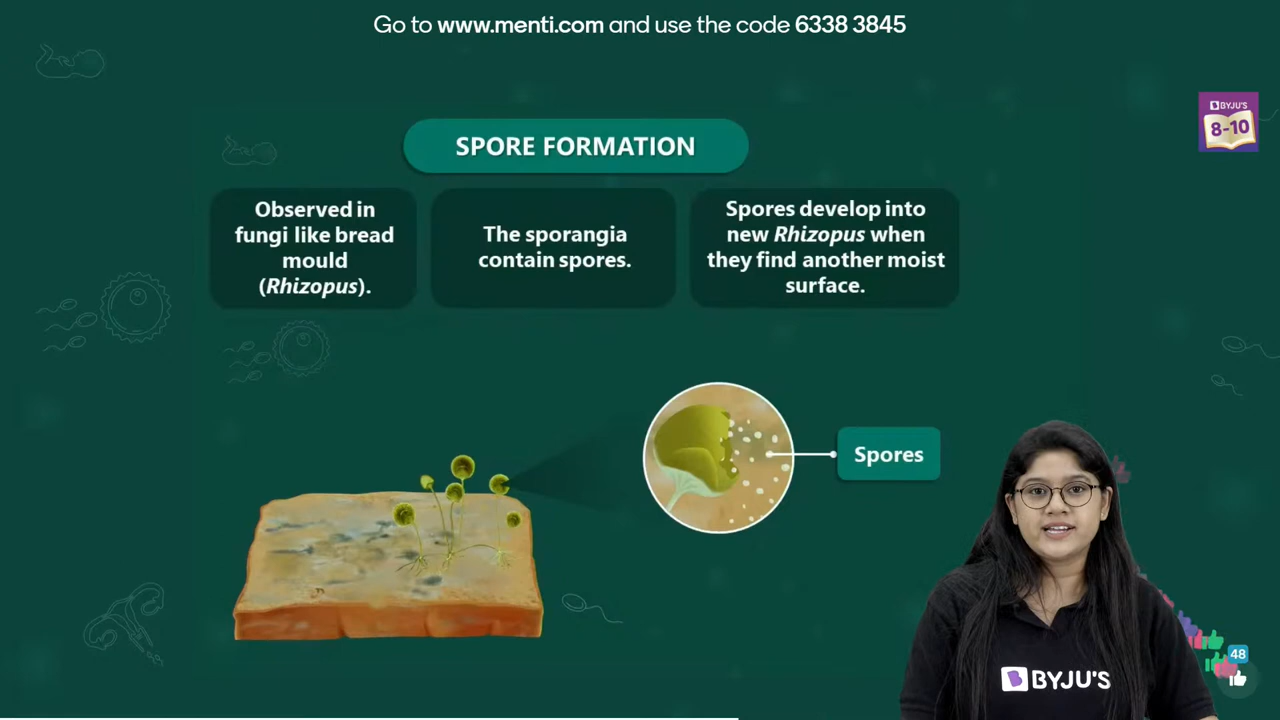 Go to www.menti.com and use the code 6338 3845
BYJU'S
8-10
SPORE FORMATION
Observed in
fungi like bread
mould
(Rhizopus).
The sporangia
contain spores.
Spores develop into
new Rhizopus when
they find another moist
surface.
Spores
BYJU'S
48